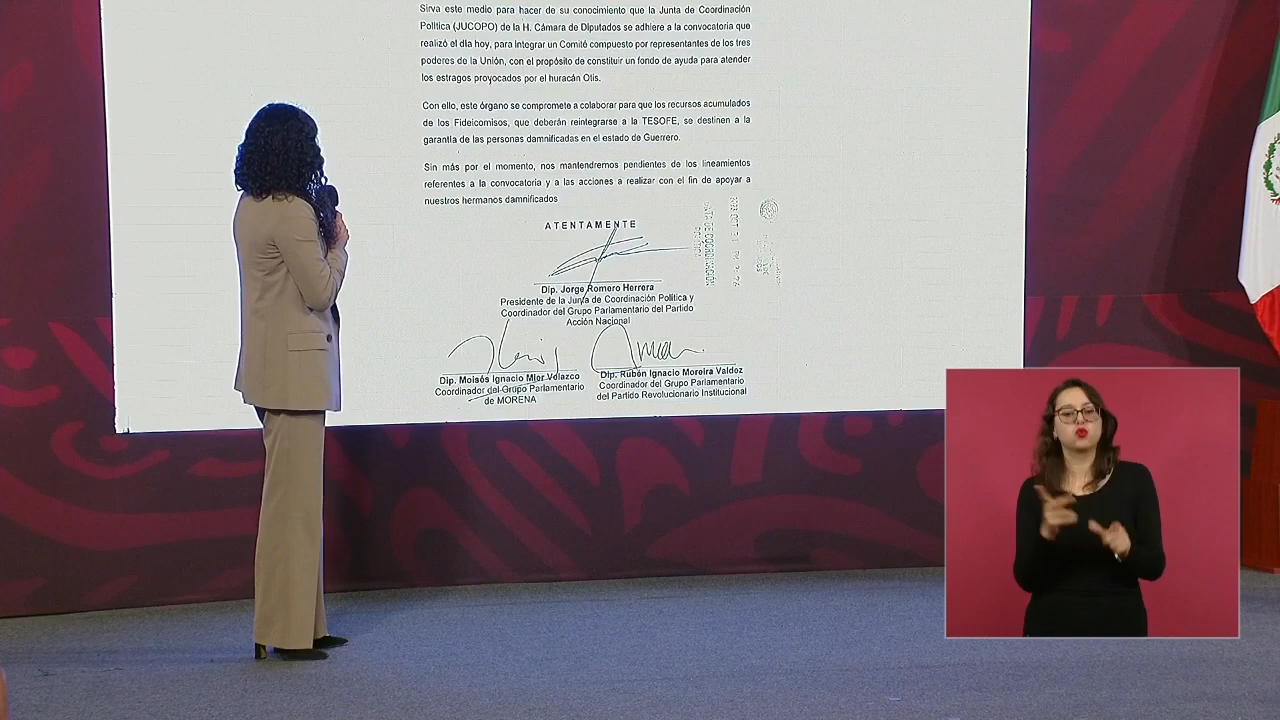 Sirva este medio para hacer de su conocimiento que la Junta de Coordinación
Política (JUCOPO) de la H. Cámara de Diputados se adhiere a la convocatoria que
realizó el día hoy, para integrar un Comité compuesto por representantes de los tres
poderes de la Unión, con el propósito de constituir un fondo de ayuda para atender
los estragos provocados por el huracán Otis.
Con ello, este órgano se compromete a colaborar para que los recursos acumulados
de los Fideicomisos, que deberán reintegrarse a la TESOFE, se destinen a la
garantía de las personas damnificadas en el estado de Guerrero.
Sin más por el momento, nos mantendremos pendientes de los lineamientos
referentes a la convocatoria y a las acciones a realizar con el fin de apoyar a
nuestros hermanos damnificados
ATENTAMENTE
Dip. Jorge Romero Herrera
Presidente de la Junta de Coordinación Política y
Coordinador del Grupo Parlamentario del Partido
Acción Nacional
Dip. Moisés Ignacio Mier Velazco
Coordinador del Grupo Parlamentario
de MORENA
Dip. Rubén Ignacio Moreira Valdoz
Coordinador del Grupo Parlamentario
del Partido Revolucionario Institucional